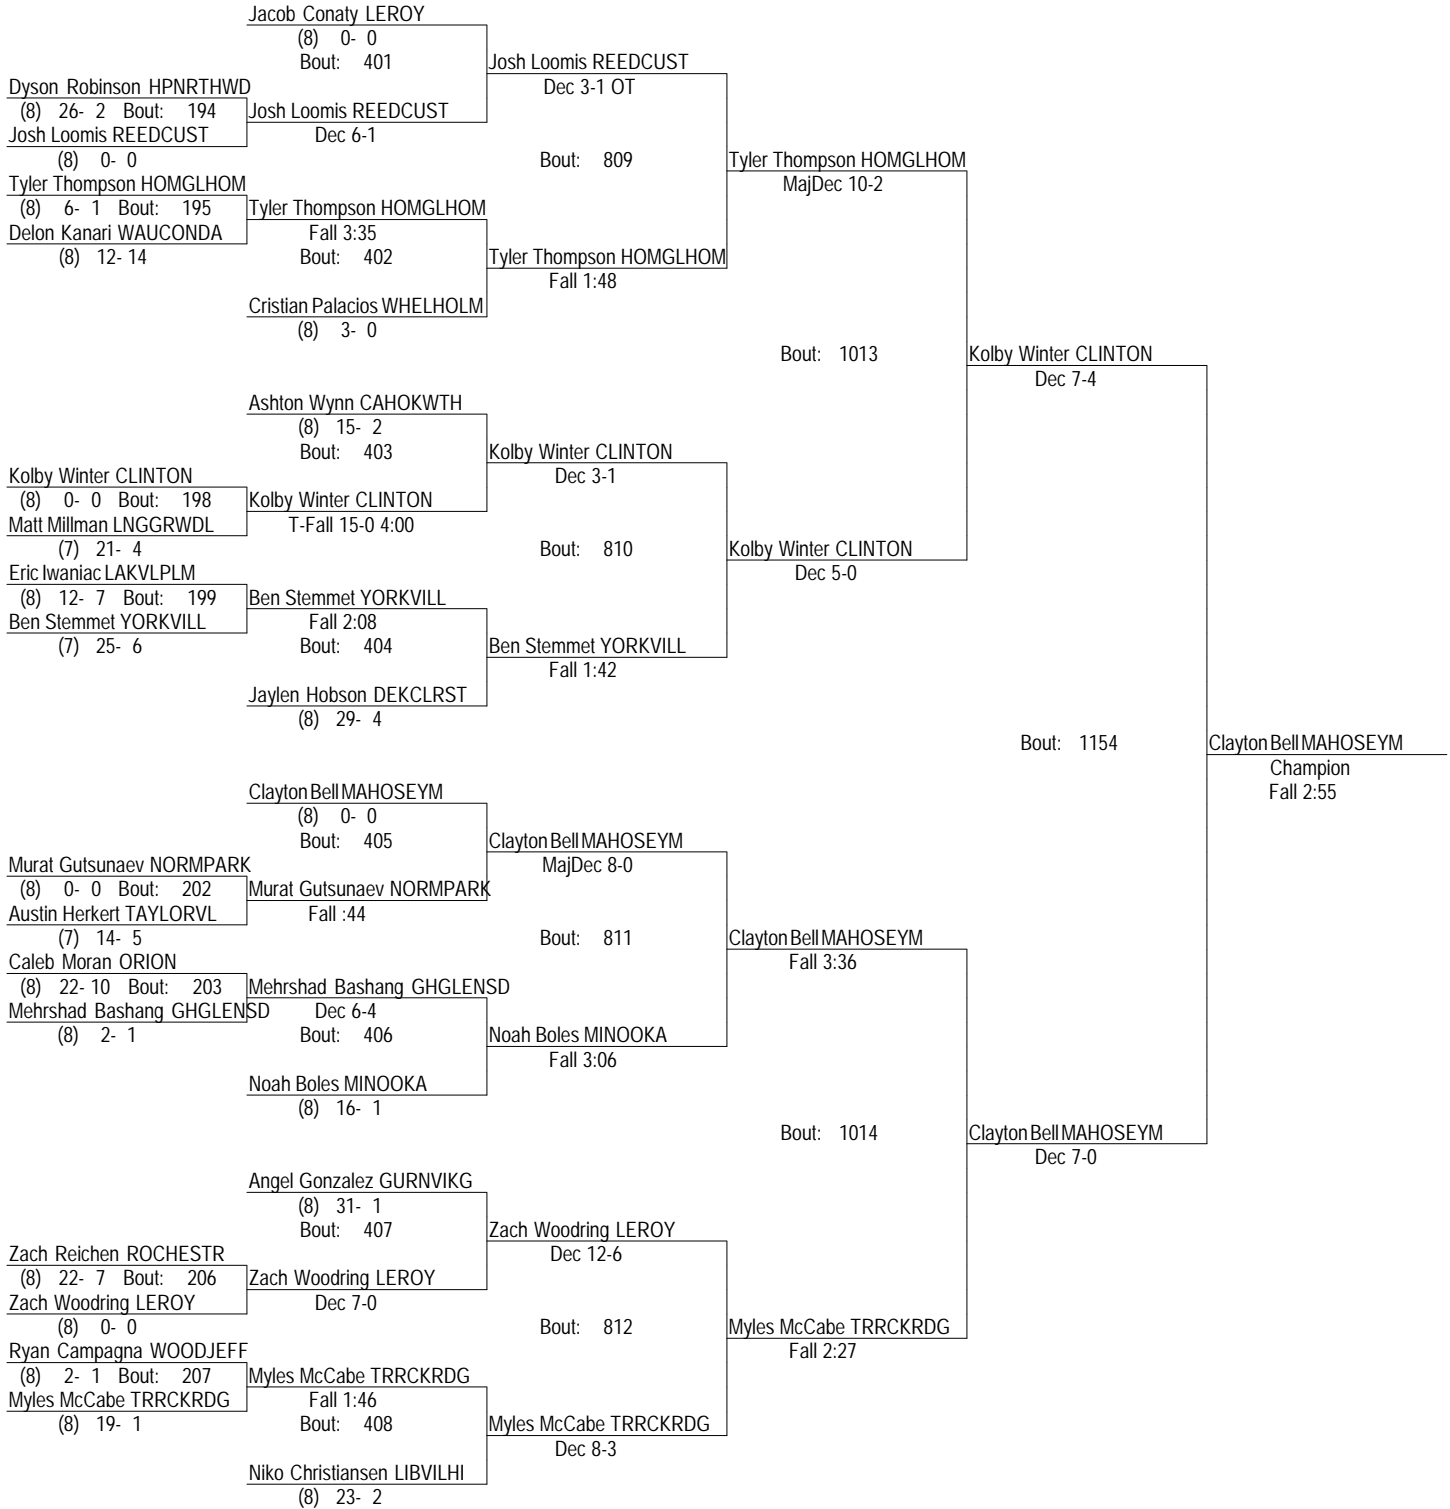 Jacob Conaty LEROY
(8) 0- 0
Bout: 401
Josh Loomis REEDCUST
Dec 3-1 OT
Dyson Robinson HPNRTHWD
(8) 26- 2 Bout: 194
Josh Loomis REEDCUST
Josh Loomis REEDCUST
Dec 6-1
(8) 0- 0
Bout: 809
Tyler Thompson HOMGLHOM
MajDec 10-2
Tyler Thompson HOMGLHOM
(8) 6- 1 Bout: 195
Tyler Thompson HOMGLHOM
Delon Kanari WAUCONDA
Fall 3:35
(8) 12- 14
Bout: 402
Tyler Thompson HOMGLHOM
Fall 1:48
Cristian Palacios WHELHOLM
(8) 3- 0
Bout: 1013
Kolby Winter CLINTON
Dec 7-4
Ashton Wynn CAHOKWTH
(8) 15- 2
Bout: 403
Kolby Winter CLINTON
Dec 3-1
Kolby Winter CLINTON
(8) 0- 0 Bout: 198
Kolby Winter CLINTON
Matt Millman LNGGRWDL
T-Fall 15-0 4:00
(7) 21- 4
Bout: 810
Kolby Winter CLINTON
Dec 5-0
Eric Iwaniac LAKVLPLM
(8) 12- 7 Bout: 199
Ben Stemmet YORKVILL
Ben Stemmet YORKVILL
Fall 2:08
(7) 25- 6
Bout: 404
Ben Stemmet YORKVILL
Fall 1:42
Jaylen Hobson DEKCLRST
(8) 29- 4
Bout: 1154
Clayton Bell MAHOSEYM
Champion
Fall 2:55
Clayton Bell MAHOSEYM
(8) 0- 0
Bout: 405
Clayton Bell MAHOSEYM
MajDec 8-0
Murat Gutsunaev NORMPARK
(8) 0- 0 Bout: 202
Murat Gutsunaev NORMPARK
Austin Herkert TAYLORVL
Fall :44
(7) 14- 5
Bout: 811
Clayton Bell MAHOSEYM
Fall 3:36
Caleb Moran ORION
(8) 22- 10 Bout: 203
Mehrshad Bashang GHGLENSD
Mehrshad Bashang GHGLENSD
Dec 6-4
(8) 2- 1
Bout: 406
Noah Boles MINOOKA
Fall 3:06
Noah Boles MINOOKA
(8) 16- 1
Bout: 1014
Clayton Bell MAHOSEYM
Dec 7-0
Angel Gonzalez GURNVIKG
(8) 31- 1
Bout: 407
Zach Woodring LEROY
Dec 12-6
Zach Reichen ROCHESTR
(8) 22- 7 Bout: 206
Zach Woodring LEROY
Zach Woodring LEROY
Dec 7-0
(8) 0- 0
Bout: 812
Myles McCabe TRRCKRDG
Fall 2:27
Ryan Campagna WOODJEFF
(8) 2- 1 Bout: 207
Myles McCabe TRRCKRDG
Myles McCabe TRRCKRDG
Fall 1:46
(8) 19- 1
Bout: 408
Myles McCabe TRRCKRDG
Dec 8-3
Niko Christiansen LIBVILHI
(8) 23- 2